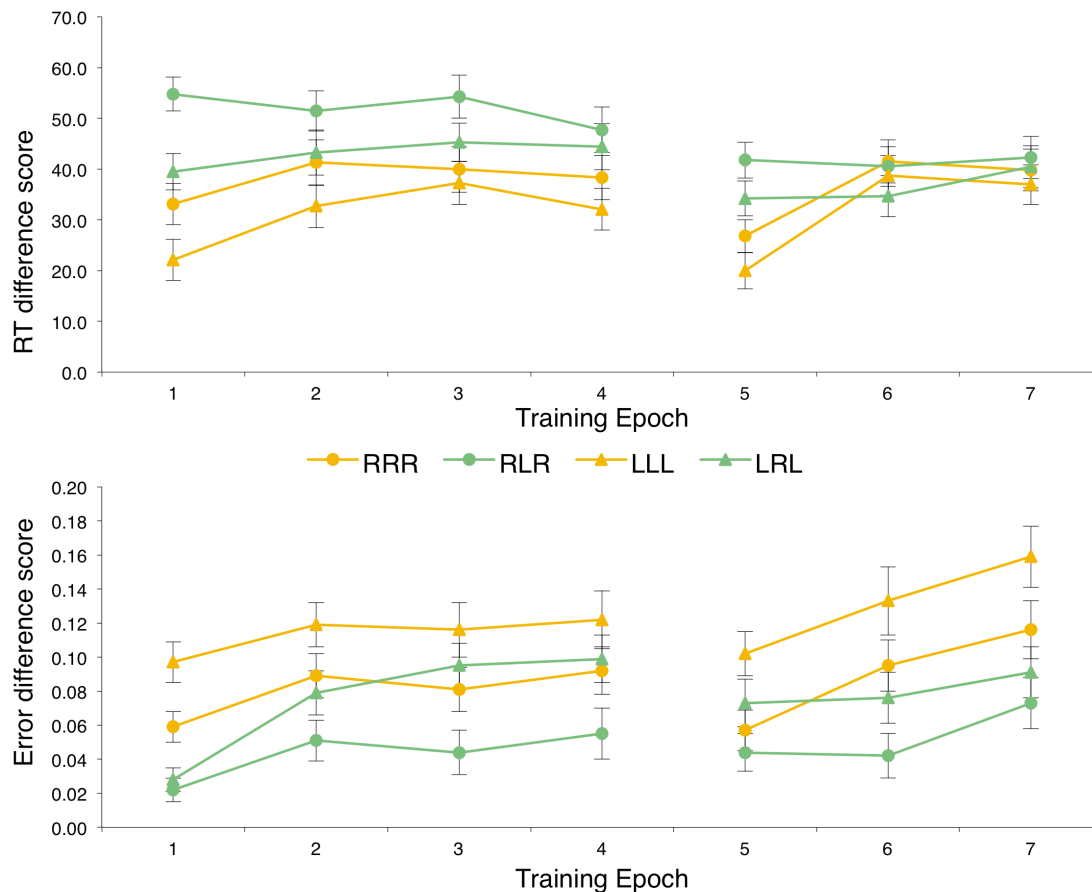 RT difference score
70.0
60.0
50.0
40.0
30.0
20.0
10.0
0.0
1 2 3 4 5 6 7
Training Epoch
RRR RLR LLL LRL
Error difference score
0.20
0.18
0.16
0.14
0.12
0.10
0.08
0.06
0.04
0.02
0.00
1 2 3 4 5 6 7
Training Epoch